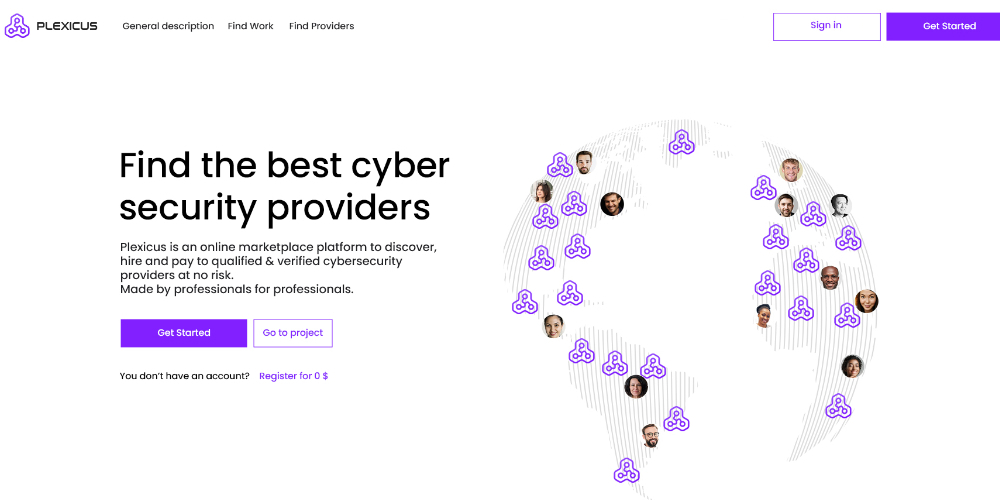 PLEXICUS
General description
Find Work
Find Providers
Sign in
Get Started
Find the best cyber
security providers
Plexicus is an online marketplace platform to discover,
hire and pay to qualified & verified cybersecurity
providers at no risk.
Made by professionals for professionals.
Get Started
Go to project
You don’t have an account?
Register for 0 $